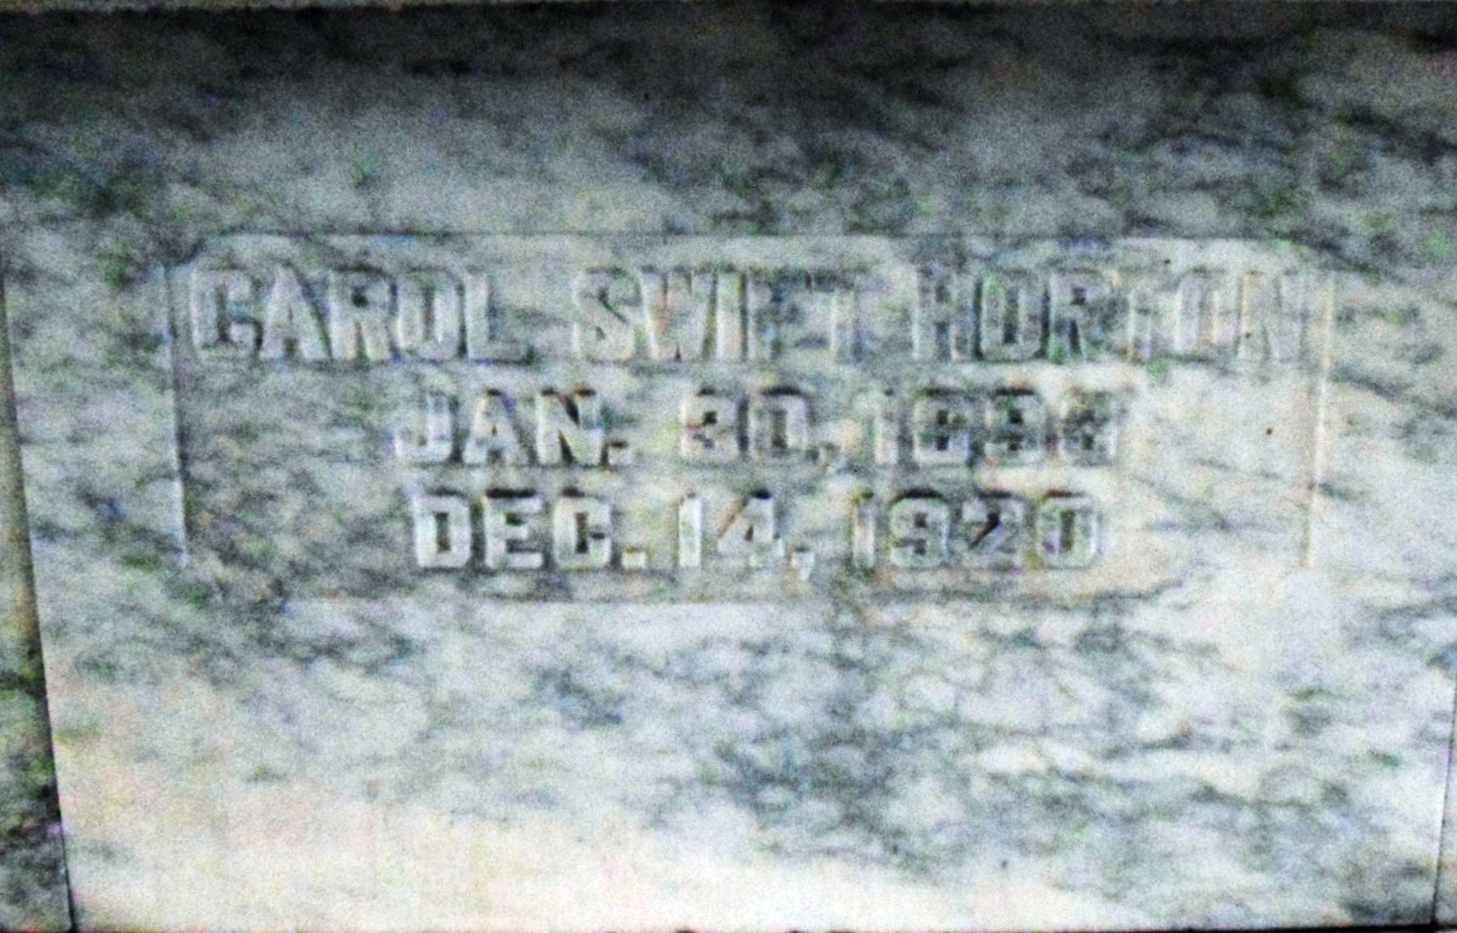 CAROL SWIFT HORTON
JAN. 30,
DEC. 14, 1920